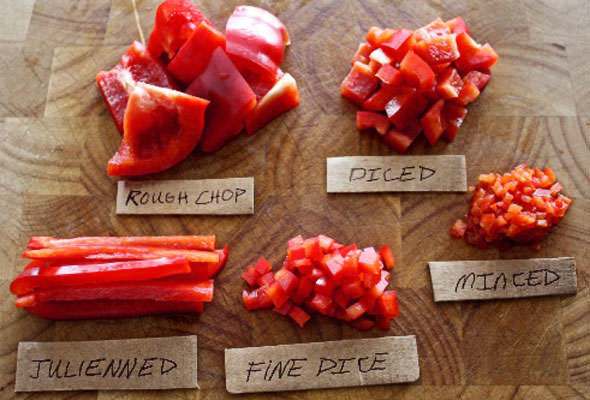 ROUGH CHOP
DICED
MINCED
JULIENNED
FINE DICE